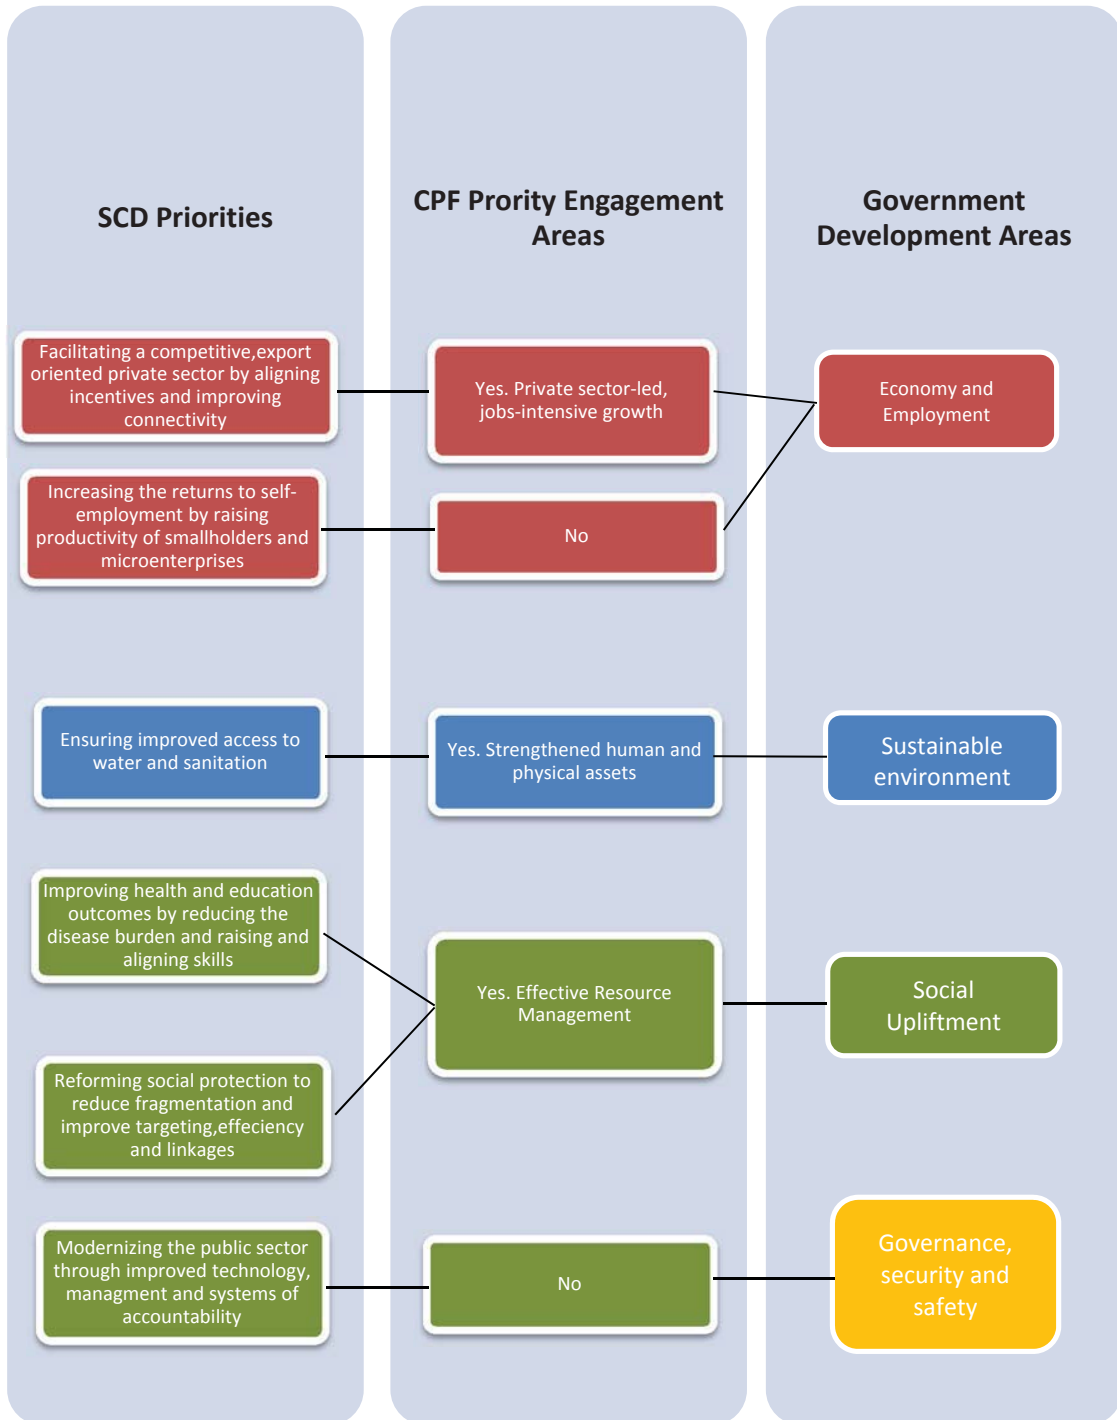 SCD Priorities
CPF Prority Engagement
Areas
Government
Development Areas
Facilitating a competitive,export
oriented private sector by aligning
incentives and improving
connectivity
Yes. Private sector-led,
jobs-intensive growth
Economy and
Employment
Increasing the returns to self-
employment by raising
productivity of smallholders and
microenterprises
No
Ensuring improved access to
water and sanitation
Yes. Strengthened human and
physical assets
Sustainable
environment
Improving health and education
outcomes by reducing the
disease burden and raising and
aligning skills
Yes. Effective Resource
Management
Social
Upliftment
Reforming social protection to
reduce fragmentation and
improve targeting,effeciency
and linkages
Modernizing the public sector
through improved technology,
managment and systems of
accountability
No
Governance,
security and
safety